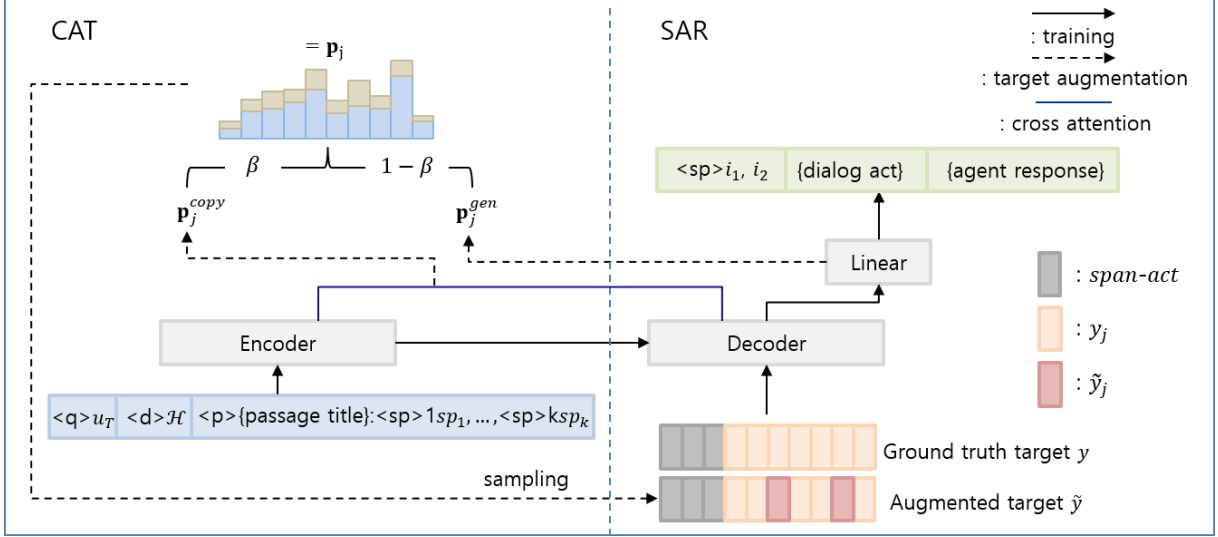 CAT
SAR
= p_j
: training
: target augmentation
: cross attention
β
1 − β
p_j^{copy}
p_j^{gen}
<sp>i_1, i_2 {dialog act} {agent response}
Linear
: span-act
Encoder
Decoder
: y_j
: ỹ_j
<q>u_T <d>ℋ <p>{passage title}:<sp>1sp_1, ... ,<sp>ksp_k
Ground truth target y
sampling
Augmented target ỹ